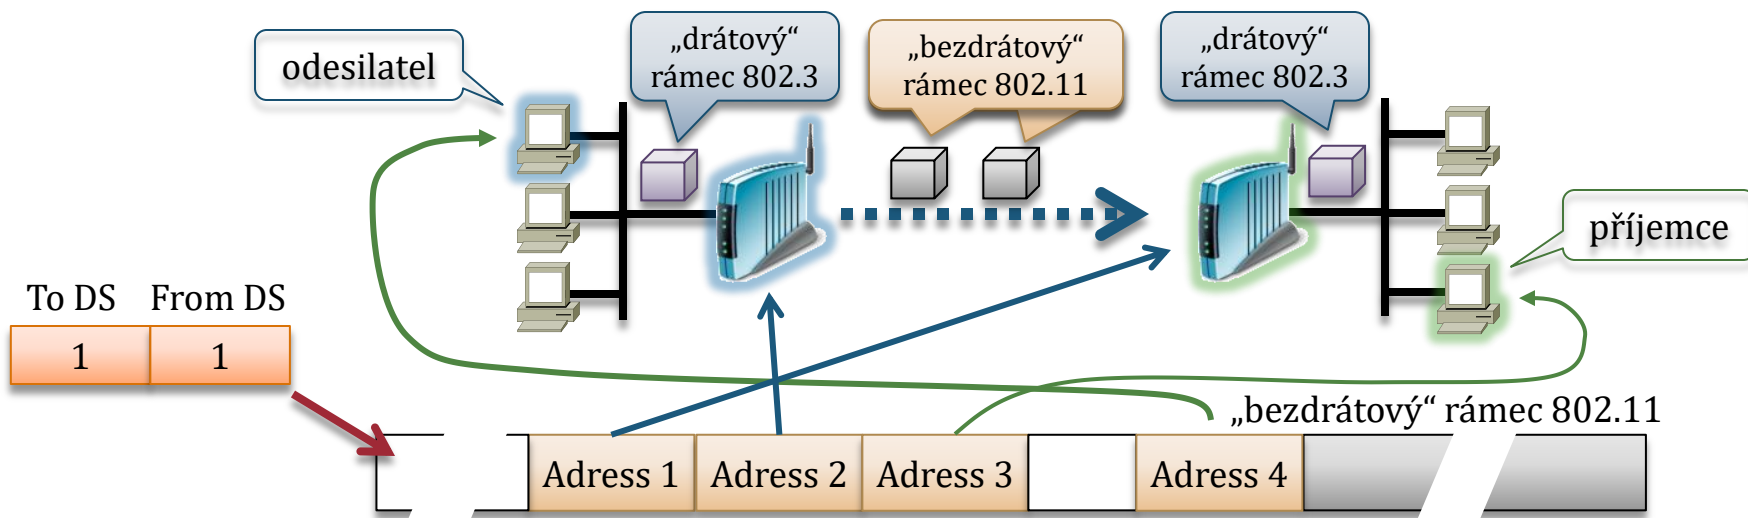 odesilatel
„drátový“
rámec 802.3
„bezdrátový“
rámec 802.11
„drátový“
rámec 802.3
příjemce
To DS From DS
1 1
„bezdrátový“ rámec 802.11
Adress 1 Adress 2 Adress 3 Adress 4